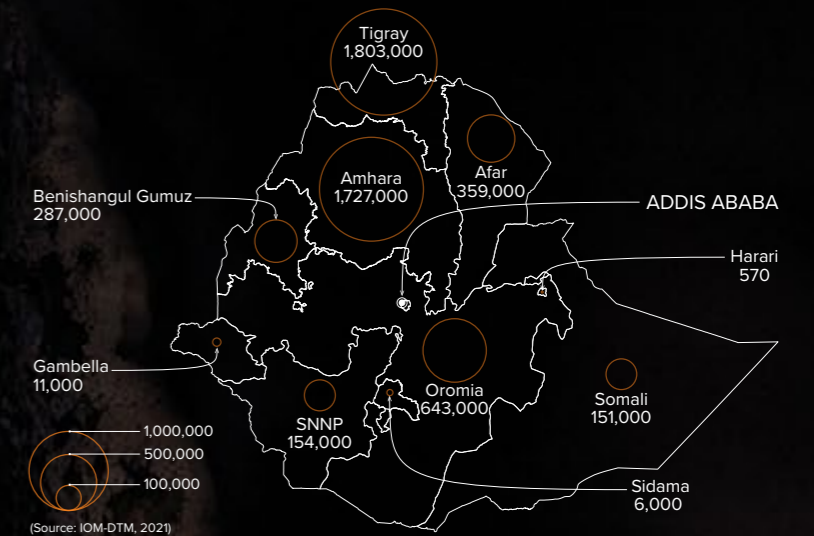 Tigray
1,803,000
Amhara
1,727,000
Afar
359,000
Benishangul Gumuz
287,000
ADDIS ABABA
Harari
570
Gambella
11,000
Oromia
643,000
Somali
151,000
SNNP
154,000
Sidama
6,000
1,000,000
500,000
100,000
(Source: IOM-DTM, 2021)